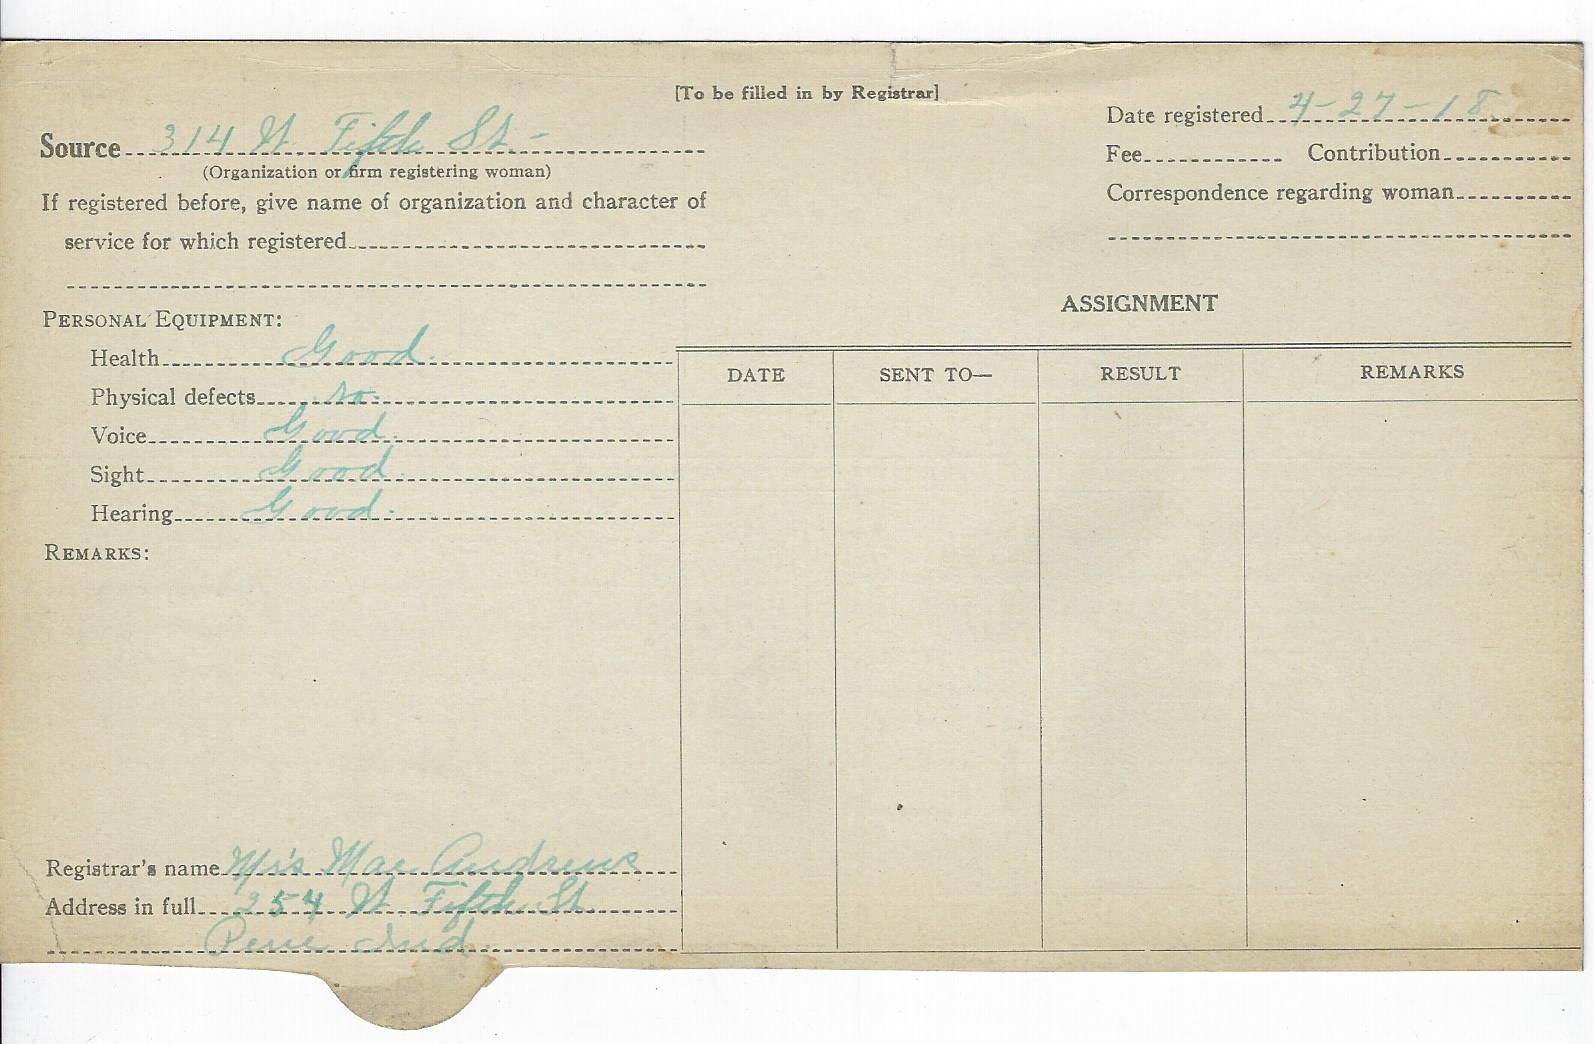 [To be filled in by Registrar]
Source 314 W. Fifth St.
(Organization or firm registering woman)
If registered before, give name of organization and character of
service for which registered
Date registered 4-27-18
Fee Contribution
Correspondence regarding woman
PERSONAL EQUIPMENT:
Health Good.
Physical defects no.
Voice Good.
Sight Good.
Hearing Good.
REMARKS:
Registrar's name Mrs Mae Andrews
Address in full 254 W. Fifth St.
Peru Ind.
ASSIGNMENT
DATE SENT TO— RESULT REMARKS